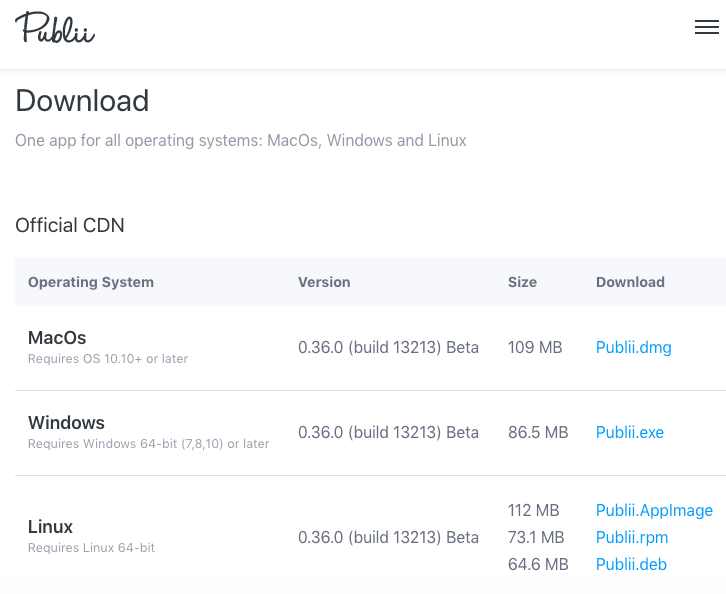 Publii
Download
One app for all operating systems: MacOs, Windows and Linux
Official CDN
Operating System Version Size Download
MacOs
Requires OS 10.10+ or later
0.36.0 (build 13213) Beta 109 MB Publii.dmg
Windows
Requires Windows 64-bit (7,8,10) or later
0.36.0 (build 13213) Beta 86.5 MB Publii.exe
Linux
Requires Linux 64-bit
0.36.0 (build 13213) Beta
112 MB Publii.AppImage
73.1 MB Publii.rpm
64.6 MB Publii.deb